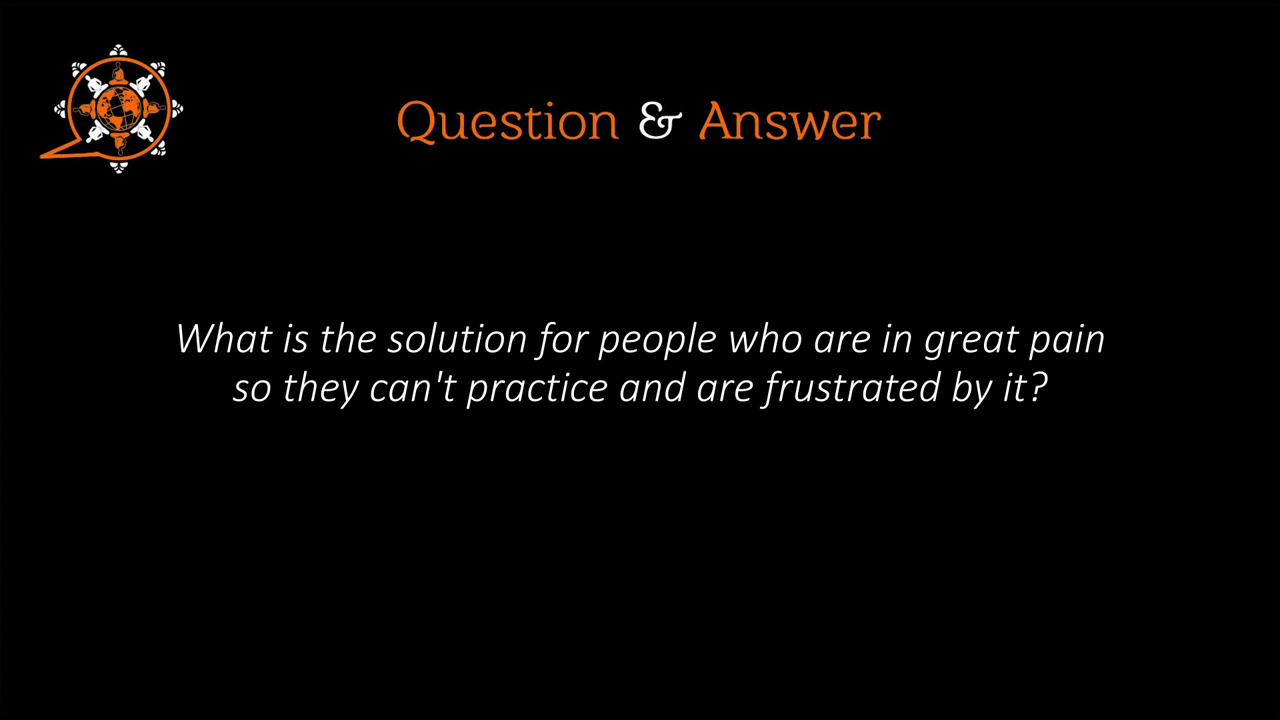 Question & Answer
What is the solution for people who are in great pain
so they can't practice and are frustrated by it?